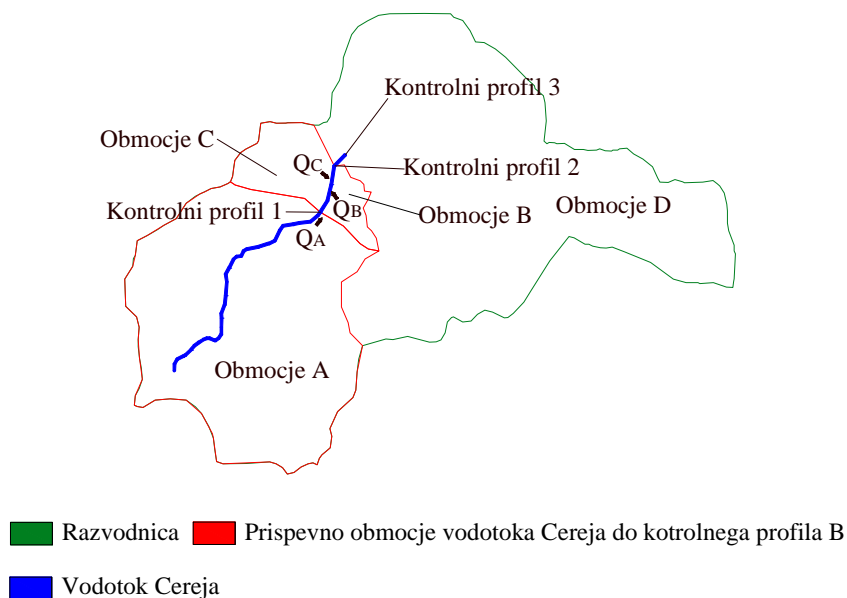 Kontrolni profil 3
Obmocje C
QC
Kontrolni profil 2
Kontrolni profil 1
QB
Obmocje B
Obmocje D
QA
Obmocje A
Razvodnica
Prispevno obmocje vodotoka Cereja do kotrolnega profila B
Vodotok Cereja